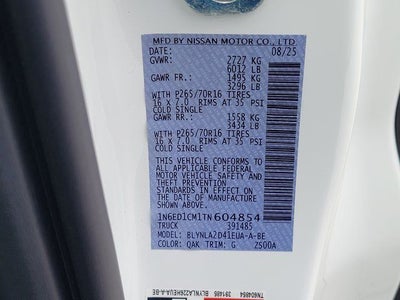 MFD BY NISSAN MOTOR CO., LTD.
DATE: 08/25
GVWR: 2727 KG
6012 LB
GAWR FR: 1495 KG
3296 LB
WITH P265/70R16 TIRES
16 x 7.0 RIMS AT 35 PSI
COLD SINGLE
GAWR RR: 1558 KG
3434 LB
WITH P265/70R16 TIRES
16 x 7.0 RIMS AT 35 PSI
COLD SINGLE
THIS VEHICLE CONFORMS TO
ALL APPLICABLE FEDERAL
MOTOR VEHICLE SAFETY
STANDARDS IN EFFECT ON
THE DATE OF MANUFACTURE
SHOWN ABOVE.
1N6ED1CM1TN604854
TRUCK 391485
MODEL: BLYNLA2D41EUA-A-BE
COLOR: QAK TRIM: G 2S00A
TN604854